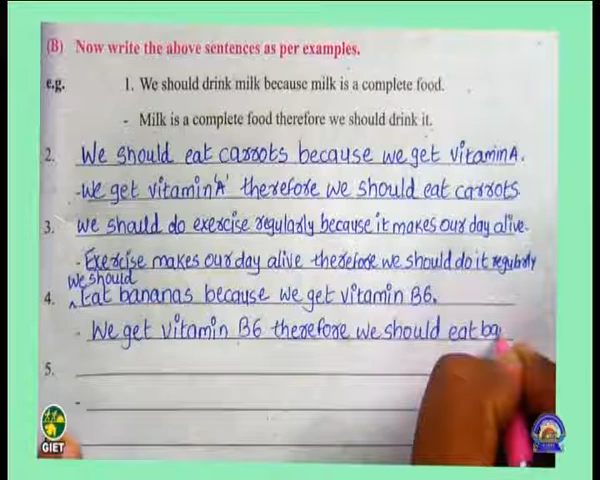 (B) Now write the above sentences as per examples.
e.g. 1. We should drink milk because milk is a complete food.
- Milk is a complete food therefore we should drink it.
2. We should eat carrots because we get vitamin A.
- We get vitamin 'A' therefore we should eat carrots
3. We should do exercise regularly because it makes our day alive.
- Exercise makes our day alive therefore we should do it regularly
We should
4. ^ Eat bananas because we get vitamin B6.
- We get vitamin B6 therefore we should eat ba
5.
-
GIET